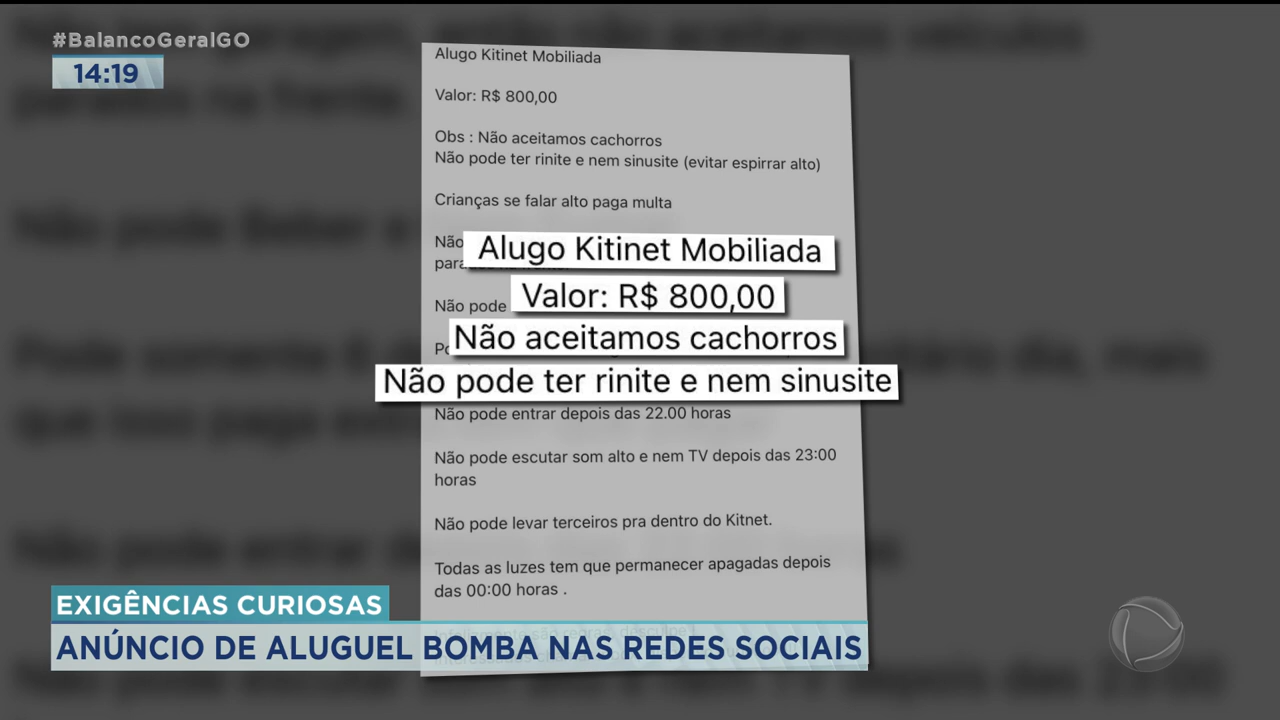 #BalancoGeralGO
14:19
Alugo Kitinet Mobiliada
Valor: R$ 800,00
Obs : Não aceitamos cachorros
Não pode ter rinite e nem sinusite (evitar espirrar alto)
Crianças se falar alto paga multa
Não
Alugo Kitinet Mobiliada
Valor: R$ 800,00
Não pode
Não aceitamos cachorros
Não pode ter rinite e nem sinusite
Não pode entrar depois das 22.00 horas
Não pode escutar som alto e nem TV depois das 23:00
horas
Não pode levar terceiros pra dentro do Kitnet.
Todas as luzes tem que permanecer apagadas depois
das 00:00 horas .
EXIGÊNCIAS CURIOSAS
ANÚNCIO DE ALUGUEL BOMBA NAS REDES SOCIAIS